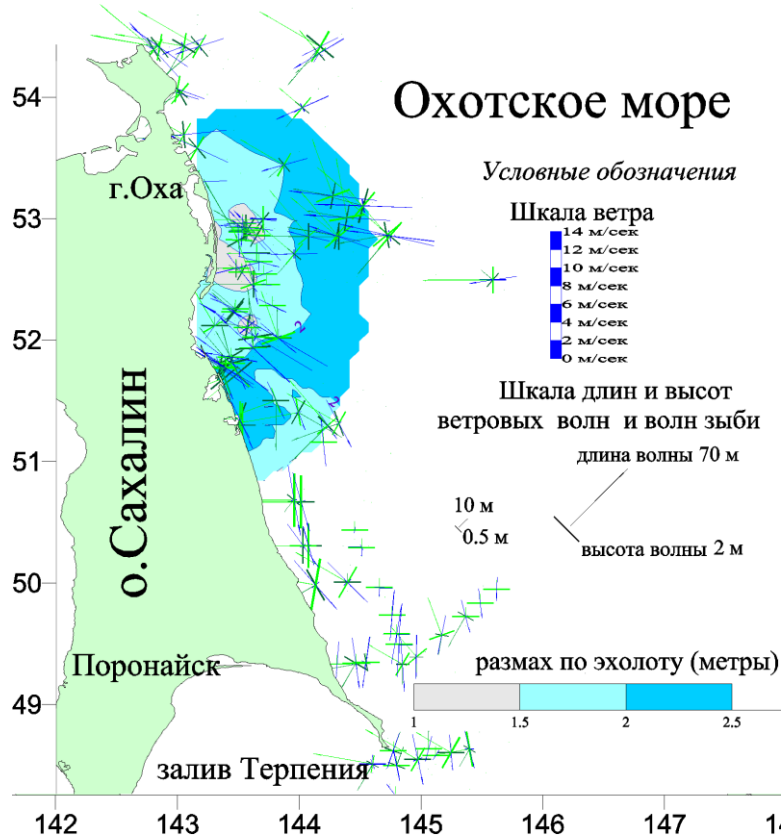 54
Охотское море
Условные обозначения
г.Оха
53
Шкала ветра
14 м/сек
12 м/сек
10 м/сек
8 м/сек
6 м/сек
4 м/сек
2 м/сек
0 м/сек
52
2
Шкала длин и высот
ветровых волн и волн зыби
2
51
длина волны 70 м
о.Сахалин
10 м
0.5 м
высота волны 2 м
50
Поронайск
размах по эхолоту (метры)
49
1
1.5
2
2.5
залив Терпения
142
143
144
145
146
147